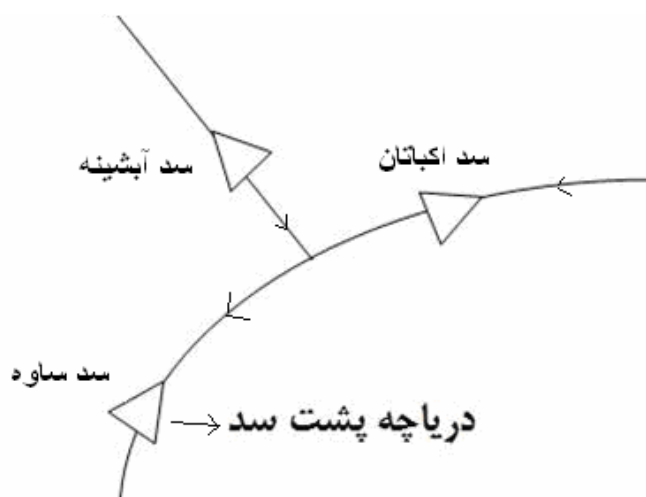 سد اکباتان
سد آبشینه
سد ساوه
دریاچه پشت سد